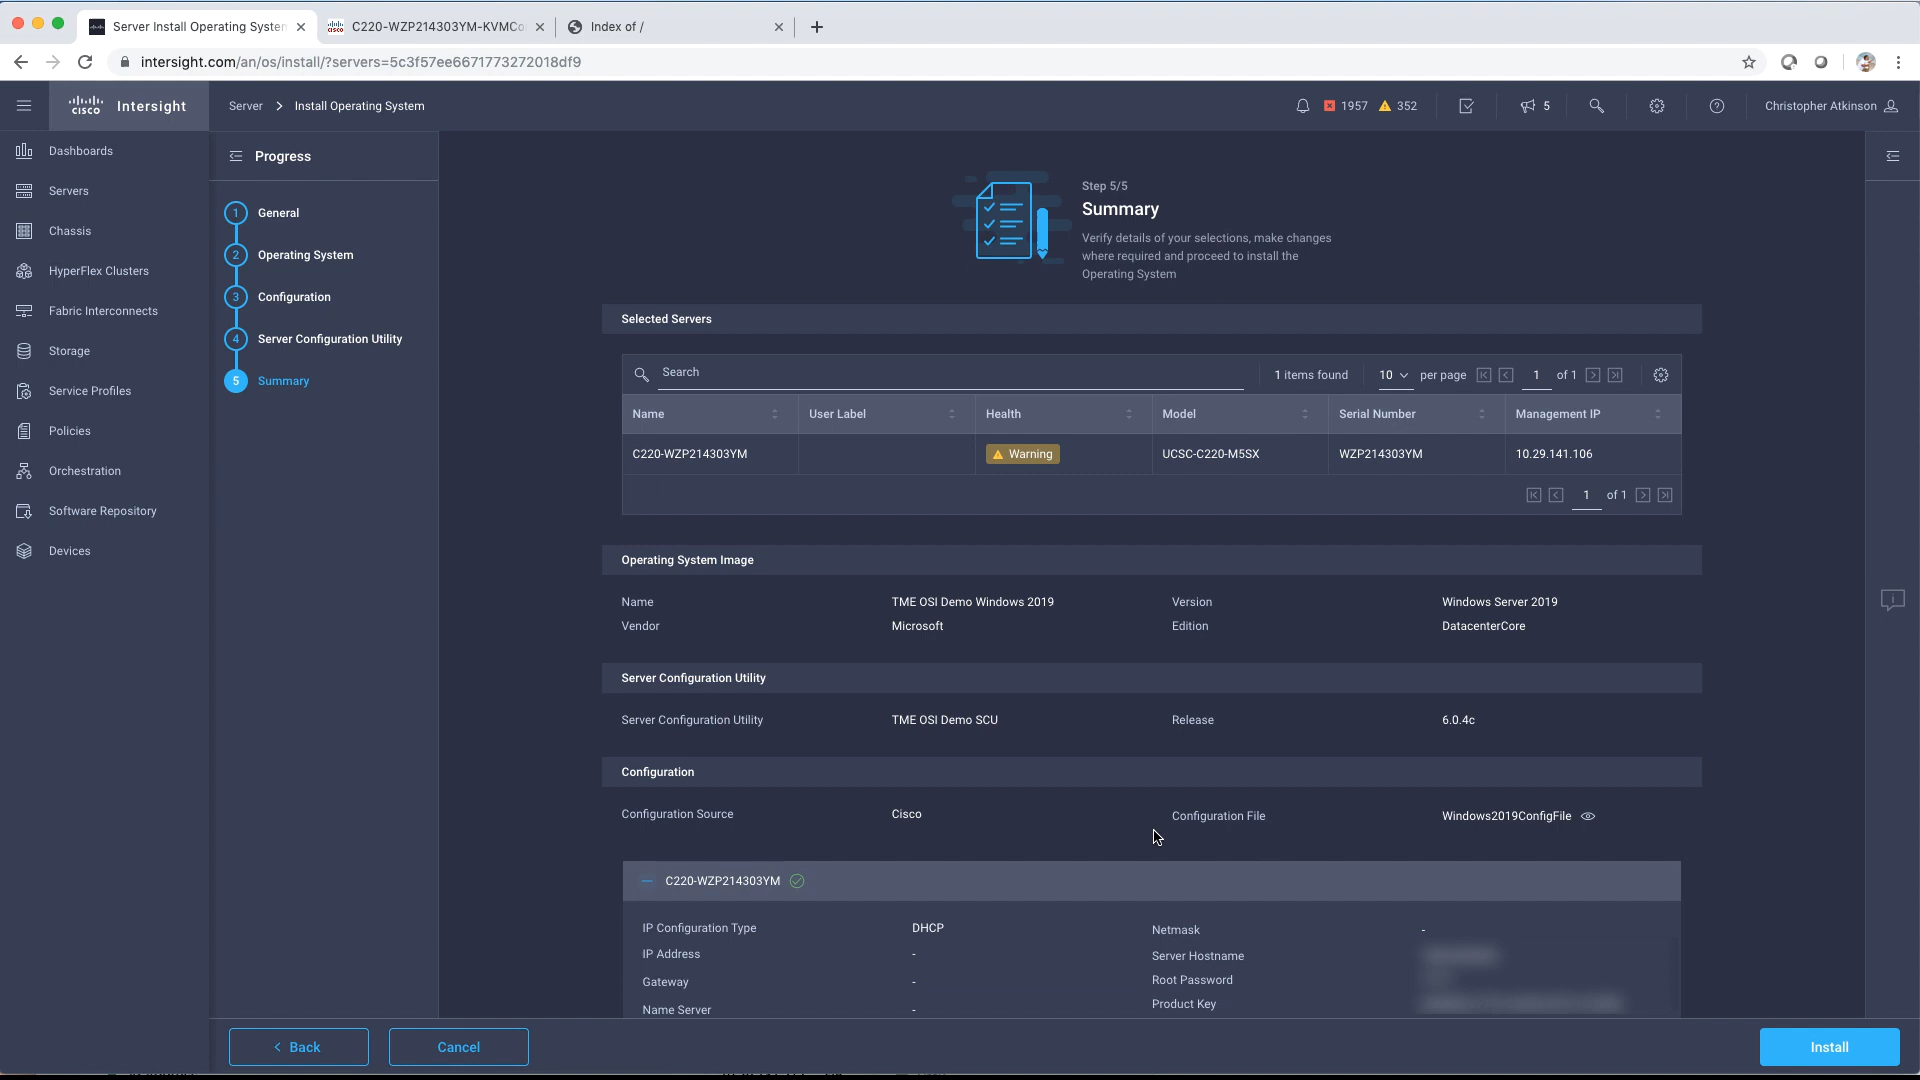 Server Install Operating System
C220-WZP214303YM-KVMCo
Index of /
intersight.com/an/os/install/?servers=5c3f57ee6671773272018df9
cisco Intersight
Server > Install Operating System
1957 352
5
Christopher Atkinson
Dashboards
Servers
Chassis
HyperFlex Clusters
Fabric Interconnects
Storage
Service Profiles
Policies
Orchestration
Software Repository
Devices
Progress
1 General
2 Operating System
3 Configuration
4 Server Configuration Utility
5 Summary
Step 5/5
Summary
Verify details of your selections, make changes
where required and proceed to install the
Operating System
Selected Servers
Search 1 items found 10 per page 1 of 1
Name User Label Health Model Serial Number Management IP
C220-WZP214303YM Warning UCSC-C220-M5SX WZP214303YM 10.29.141.106
1 of 1
Operating System Image
Name TME OSI Demo Windows 2019 Version Windows Server 2019
Vendor Microsoft Edition DatacenterCore
Server Configuration Utility
Server Configuration Utility TME OSI Demo SCU Release 6.0.4c
Configuration
Configuration Source Cisco Configuration File Windows2019ConfigFile
C220-WZP214303YM
IP Configuration Type DHCP Netmask -
IP Address - Server Hostname
Gateway - Root Password
Name Server - Product Key
< Back
Cancel
Install